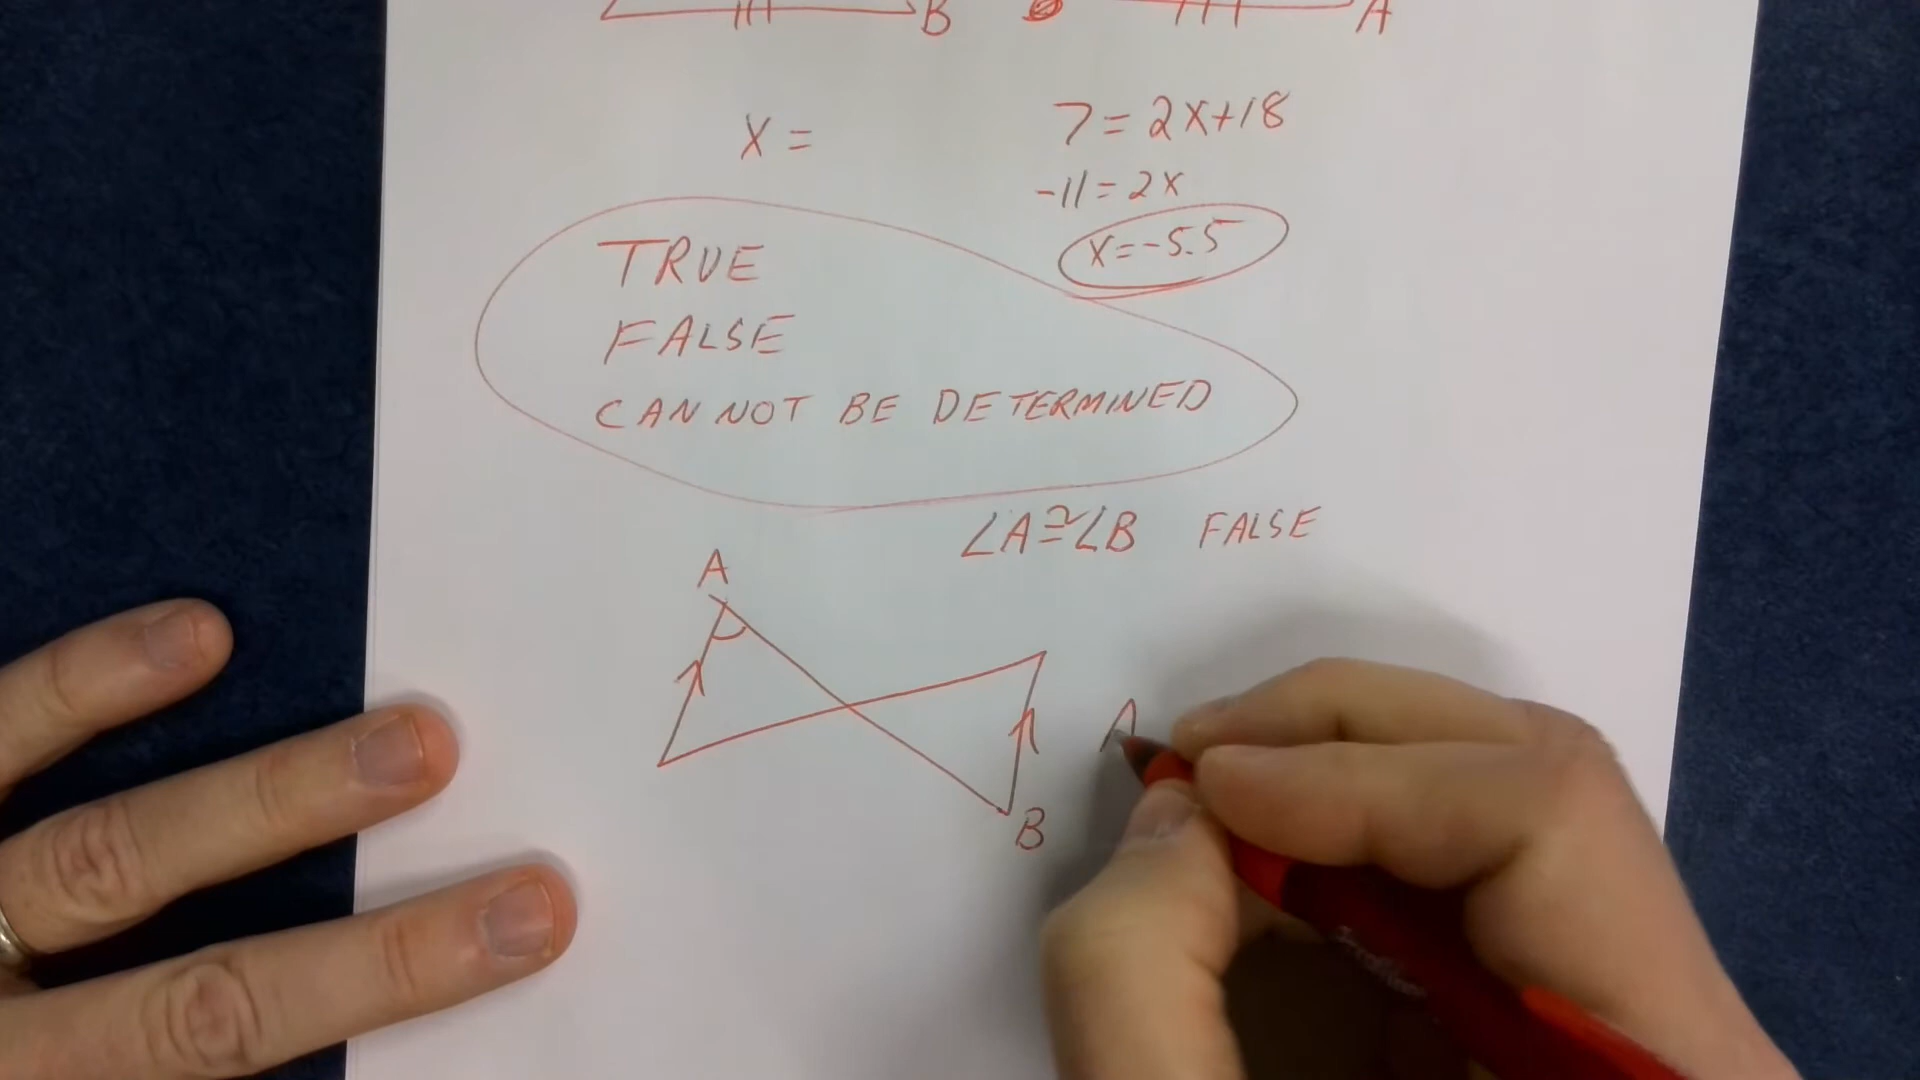 B A
X = 7 = 2X+18
-11 = 2X
X = -5.5
TRUE
FALSE
CAN NOT BE DETERMINED
∠A≅∠B FALSE
A
A
B